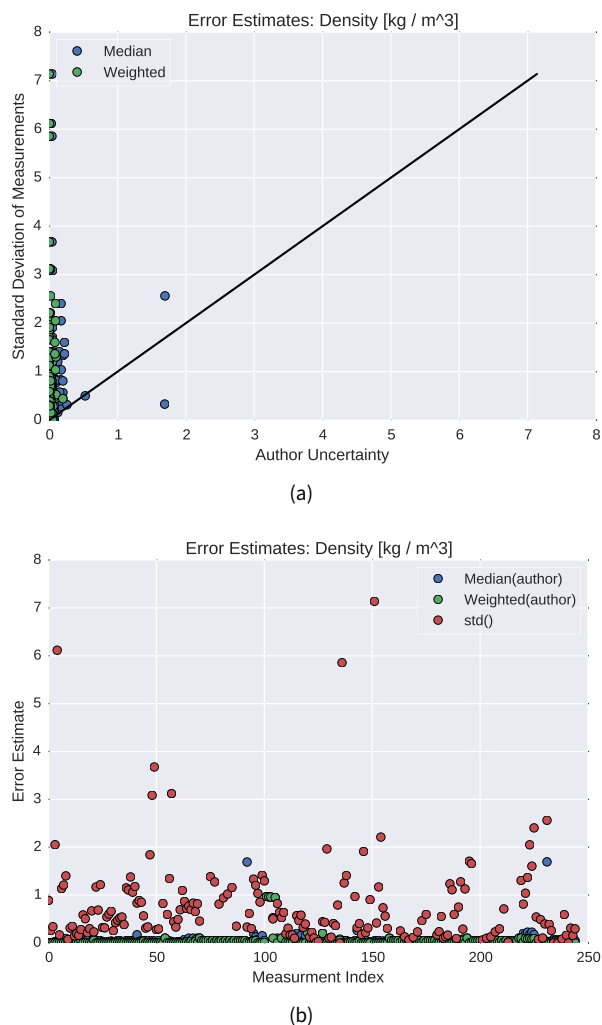 Error Estimates: Density [kg / m^3]
8
7
6
5
4
3
2
1
0
Standard Deviation of Measurements
Median
Weighted
0 1 2 3 4 5 6 7 8
Author Uncertainty
(a)
Error Estimates: Density [kg / m^3]
8
7
6
5
4
3
2
1
0
Error Estimate
Median(author)
Weighted(author)
std()
0 50 100 150 200 250
Measurment Index
(b)